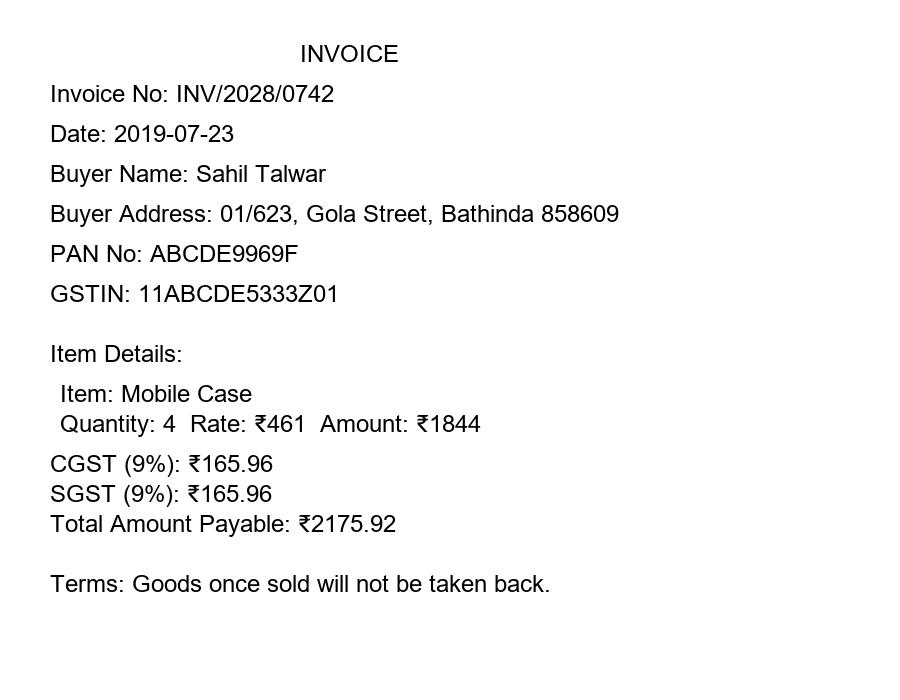 INVOICE
Invoice No: INV/2028/0742
Date: 2019-07-23
Buyer Name: Sahil Talwar
Buyer Address: 01/623, Gola Street, Bathinda 858609
PAN No: ABCDE9969F
GSTIN: 11ABCDE5333Z01
Item Details:
Item: Mobile Case
Quantity: 4  Rate: ₹461  Amount: ₹1844
CGST (9%): ₹165.96
SGST (9%): ₹165.96
Total Amount Payable: ₹2175.92
Terms: Goods once sold will not be taken back.